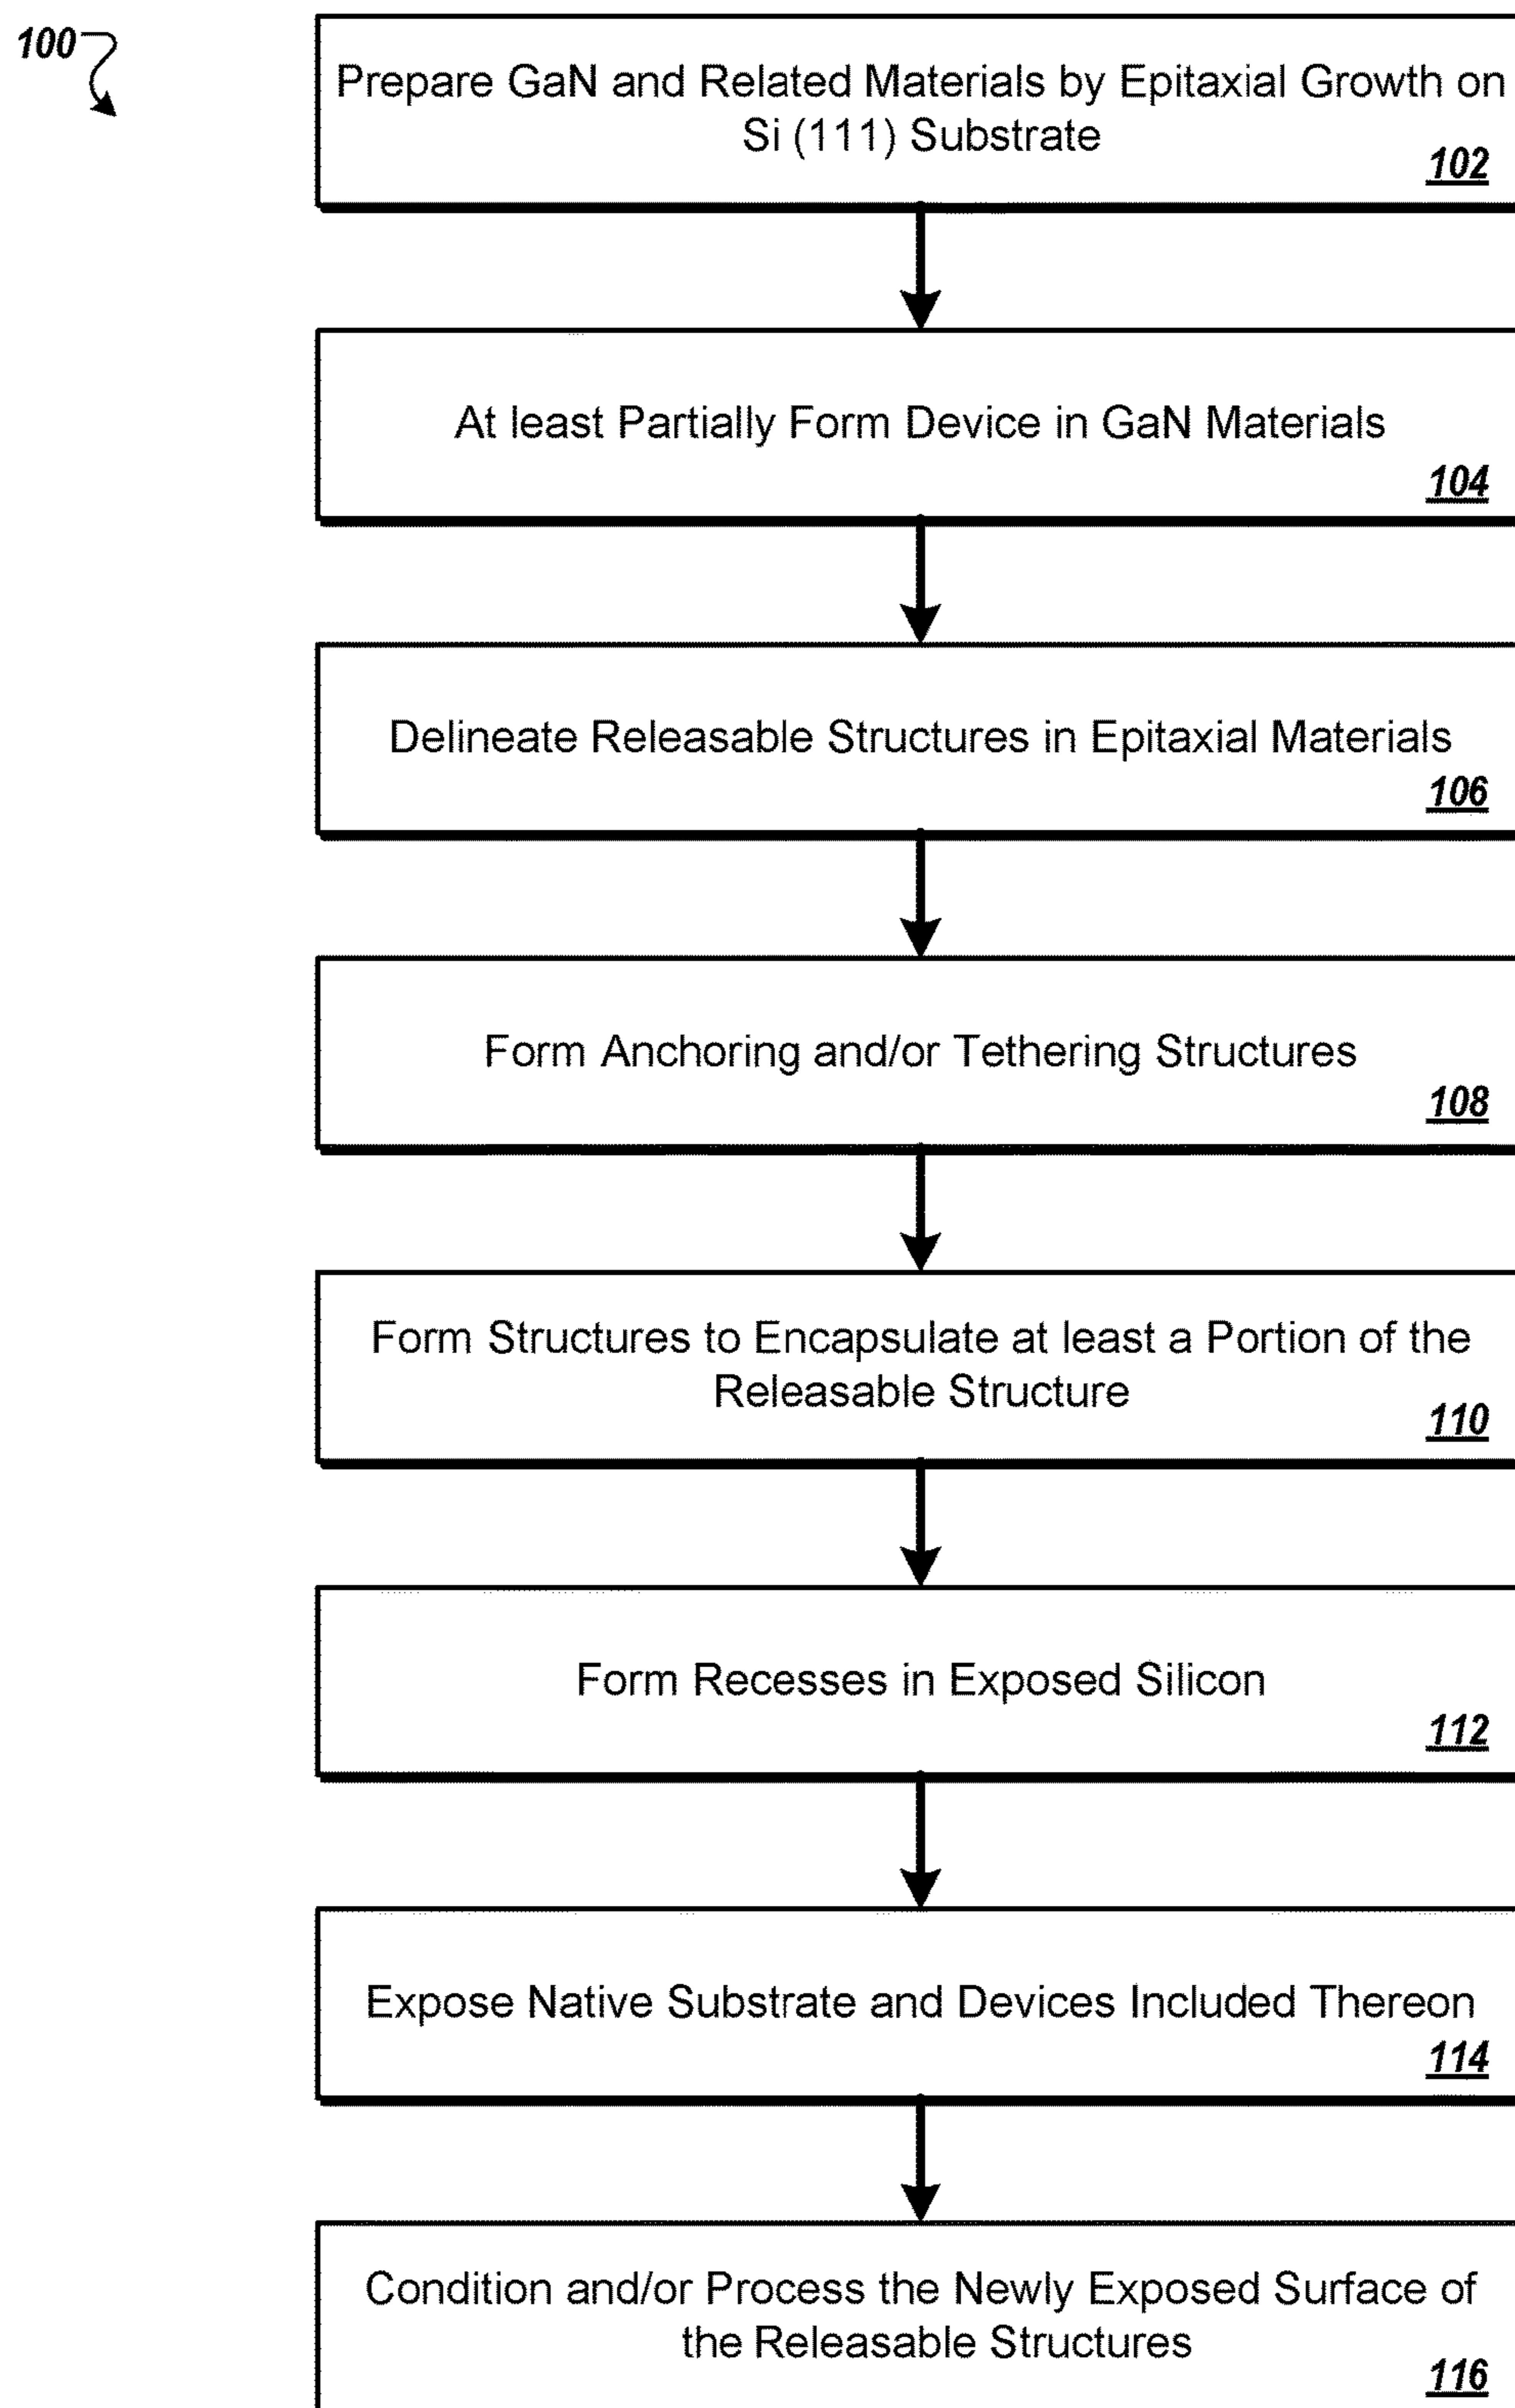 100
Prepare GaN and Related Materials by Epitaxial Growth on
Si (111) Substrate
102
At least Partially Form Device in GaN Materials
104
Delineate Releasable Structures in Epitaxial Materials
106
Form Anchoring and/or Tethering Structures
108
Form Structures to Encapsulate at least a Portion of the
Releasable Structure
110
Form Recesses in Exposed Silicon
112
Expose Native Substrate and Devices Included Thereon
114
Condition and/or Process the Newly Exposed Surface of
the Releasable Structures
116